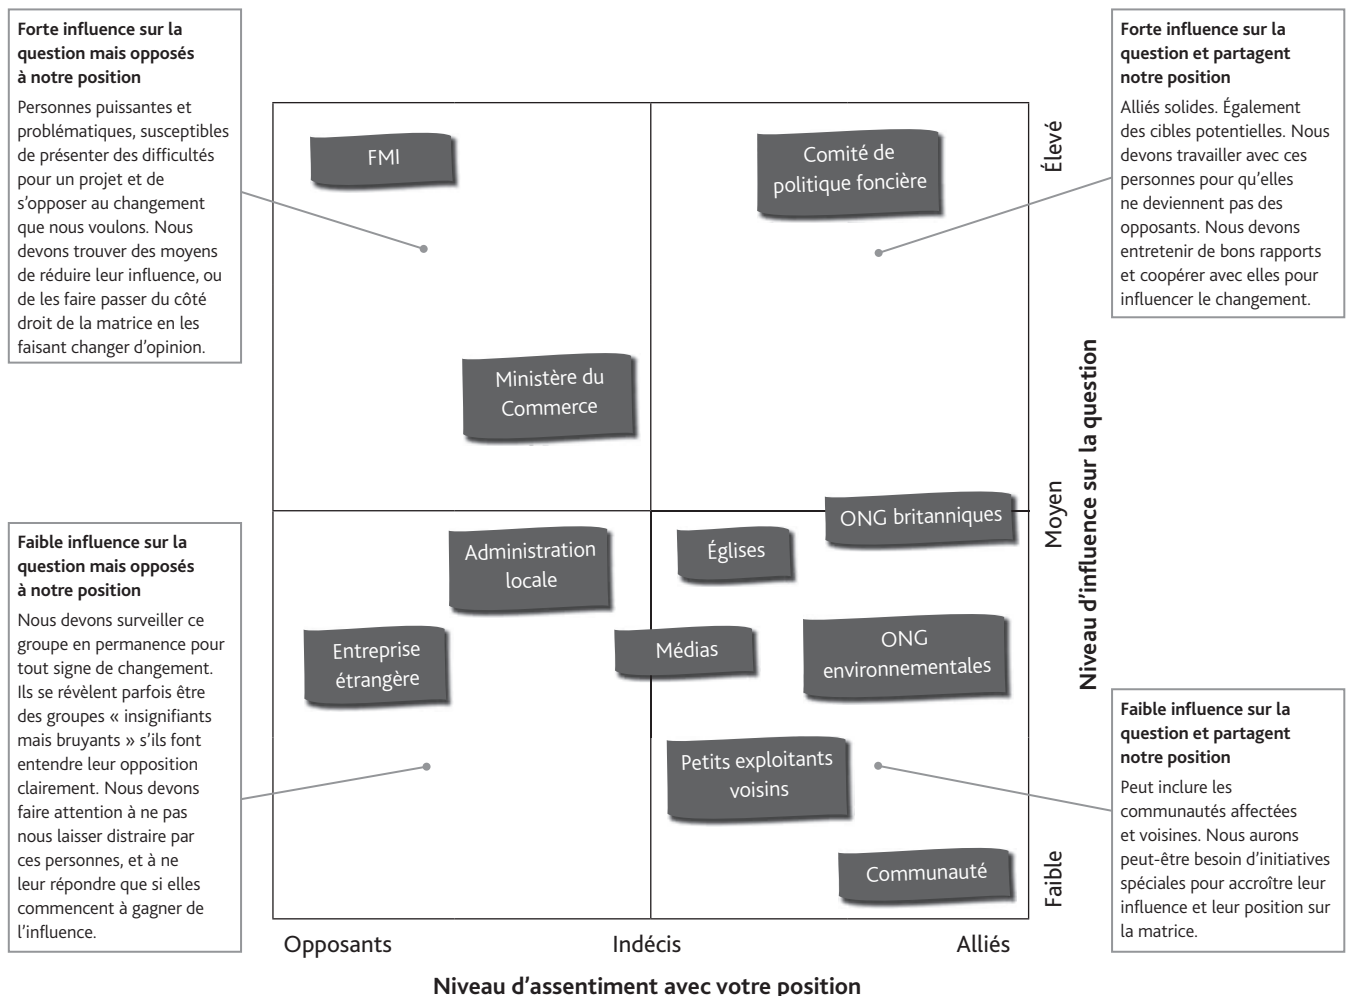 Forte influence sur la
question mais opposés
à notre position
Personnes puissantes et
problématiques, susceptibles
de présenter des difficultés
pour un projet et de
s’opposer au changement
que nous voulons. Nous
devons trouver des moyens
de réduire leur influence, ou
de les faire passer du côté
droit de la matrice en les
faisant changer d’opinion.
Forte influence sur la
question et partagent
notre position
Alliés solides. Également
des cibles potentielles. Nous
devons travailler avec ces
personnes pour qu’elles
ne deviennent pas des
opposants. Nous devons
entretenir de bons rapports
et coopérer avec elles pour
influencer le changement.
FMI
Comité de
politique foncière
Ministère du
Commerce
ONG britanniques
Administration
locale
Églises
Entreprise
étrangère
Médias
ONG
environnementales
Petits exploitants
voisins
Communauté
Élevé
Moyen
Faible
Niveau d’influence sur la question
Faible influence sur la
question mais opposés
à notre position
Nous devons surveiller ce
groupe en permanence pour
tout signe de changement.
Ils se révèlent parfois être
des groupes « insignifiants
mais bruyants » s’ils font
entendre leur opposition
clairement. Nous devons
faire attention à ne pas
nous laisser distraire par
ces personnes, et à ne
leur répondre que si elles
commencent à gagner de
l’influence.
Faible influence sur la
question et partagent
notre position
Peut inclure les
communautés affectées
et voisines. Nous aurons
peut-être besoin d’initiatives
spéciales pour accroître leur
influence et leur position sur
la matrice.
Opposants
Indécis
Alliés
Niveau d’assentiment avec votre position